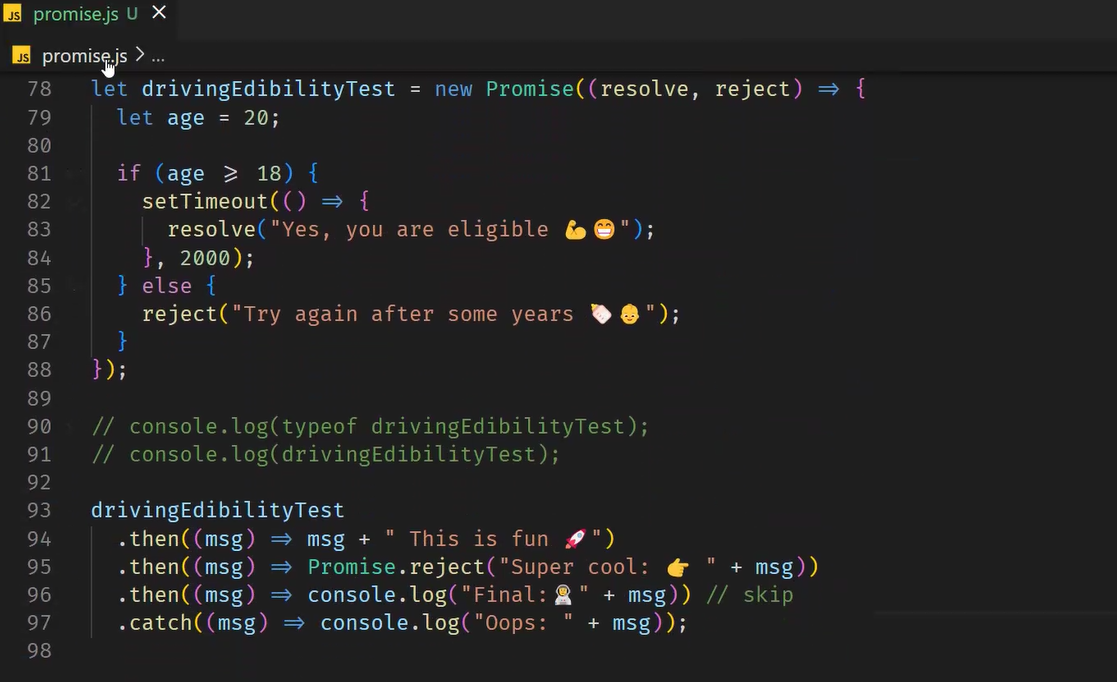 JS promise.js U ×
JS promise.js > ...
78 let drivingEdibilityTest = new Promise((resolve, reject) => {
79 let age = 20;
80
81 if (age >= 18) {
82 setTimeout(() => {
83 resolve("Yes, you are eligible 💪😁");
84 }, 2000);
85 } else {
86 reject("Try again after some years 🍼👶");
87 }
88 });
89
90 // console.log(typeof drivingEdibilityTest);
91 // console.log(drivingEdibilityTest);
92
93 drivingEdibilityTest
94 .then((msg) => msg + " This is fun 🚀")
95 .then((msg) => Promise.reject("Super cool: 👉 " + msg))
96 .then((msg) => console.log("Final:👩‍🚀" + msg)) // skip
97 .catch((msg) => console.log("Oops: " + msg));
98